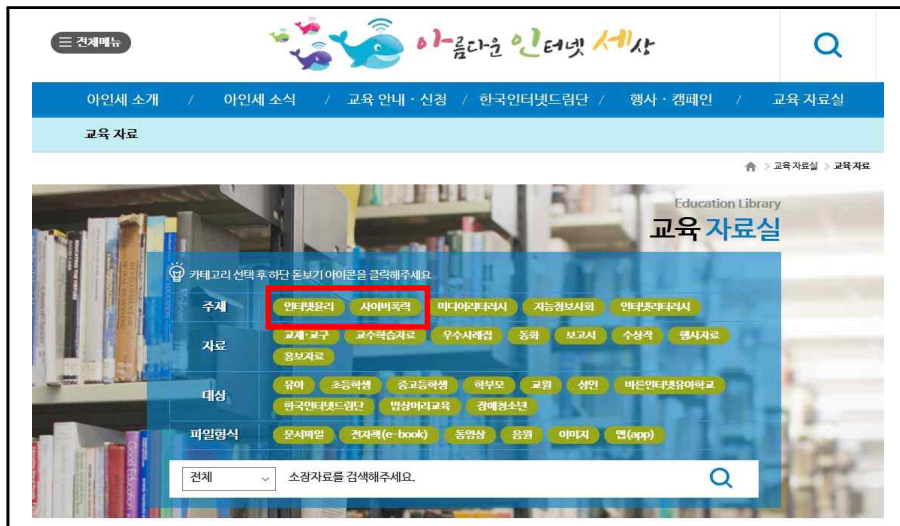 전체메뉴
아름다운 인터넷 세상
아인세 소개 / 아인세 소식 / 교육 안내 · 신청 / 한국인터넷드림단 / 행사 · 캠페인 / 교육 자료실
교육 자료
> 교육자료실 > 교육자료
Education Library
교육 자료실
카테고리 선택 후 하단 돋보기 아이콘을 클릭해주세요
주제 인터넷윤리 사이버폭력 미디어리터러시 지능정보사회 인터넷리터러시
자료 교재·교구 교수학습자료 우수사례집 동화 보고서 수상작 행사자료
홍보자료
대상 유아 초등학생 중고등학생 학부모 교원 성인 바른인터넷유아학교
한국인터넷드림단 밥상머리교육 장애청소년
파일형식 문서파일 전자책(e-book) 동영상 음원 이미지 앱(app)
전체 소장자료를 검색해주세요.